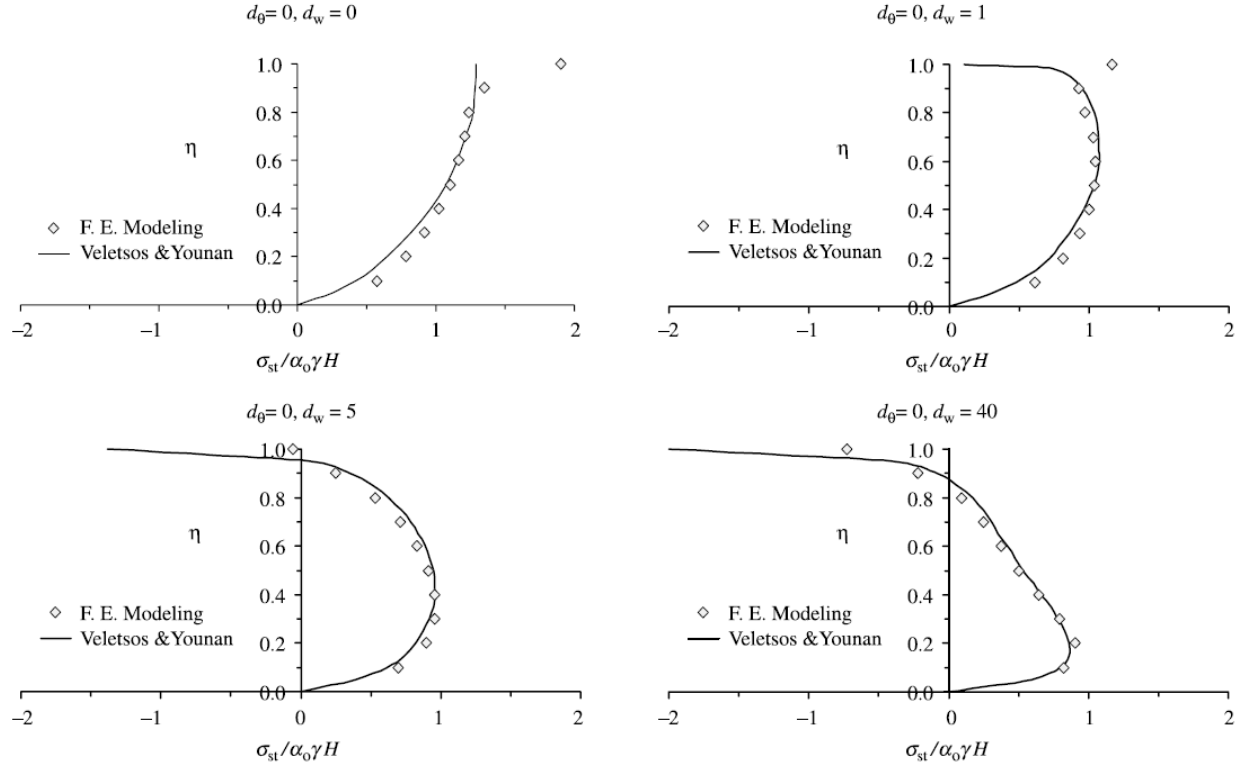 d_θ= 0, d_w = 0
1.0
0.8
0.6
η
0.4
F. E. Modeling
Veletsos &Younan
0.2
0.0
−2 −1 0 1 2
σ_st/α_oγH
d_θ= 0, d_w = 1
1.0
0.8
0.6
η
0.4
F. E. Modeling
Veletsos &Younan
0.2
0.0
−2 −1 0 1 2
σ_st/α_oγH
d_θ= 0, d_w = 5
1.0
0.8
0.6
η
0.4
F. E. Modeling
Veletsos &Younan
0.2
0.0
−2 −1 0 1 2
σ_st/α_oγH
d_θ= 0, d_w = 40
1.0
0.8
0.6
η
0.4
F. E. Modeling
Veletsos &Younan
0.2
0.0
−2 −1 0 1 2
σ_st/α_oγH